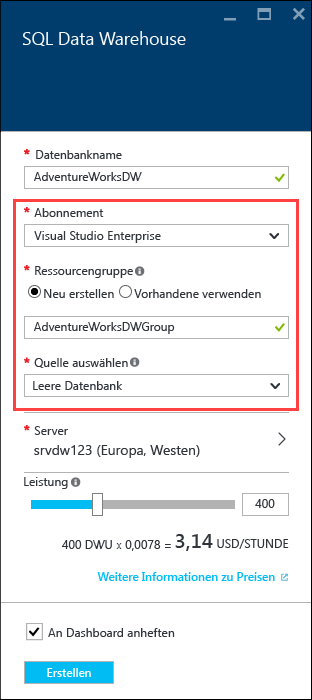 SQL Data Warehouse
* Datenbankname
AdventureWorksDW
* Abonnement
Visual Studio Enterprise
* Ressourcengruppe
Neu erstellen Vorhandene verwenden
AdventureWorksDWGroup
* Quelle auswählen
Leere Datenbank
* Server
srvdw123 (Europa, Westen)
Leistung
400
400 DWU x 0,0078 = 3,14 USD/STUNDE
Weitere Informationen zu Preisen
An Dashboard anheften
Erstellen